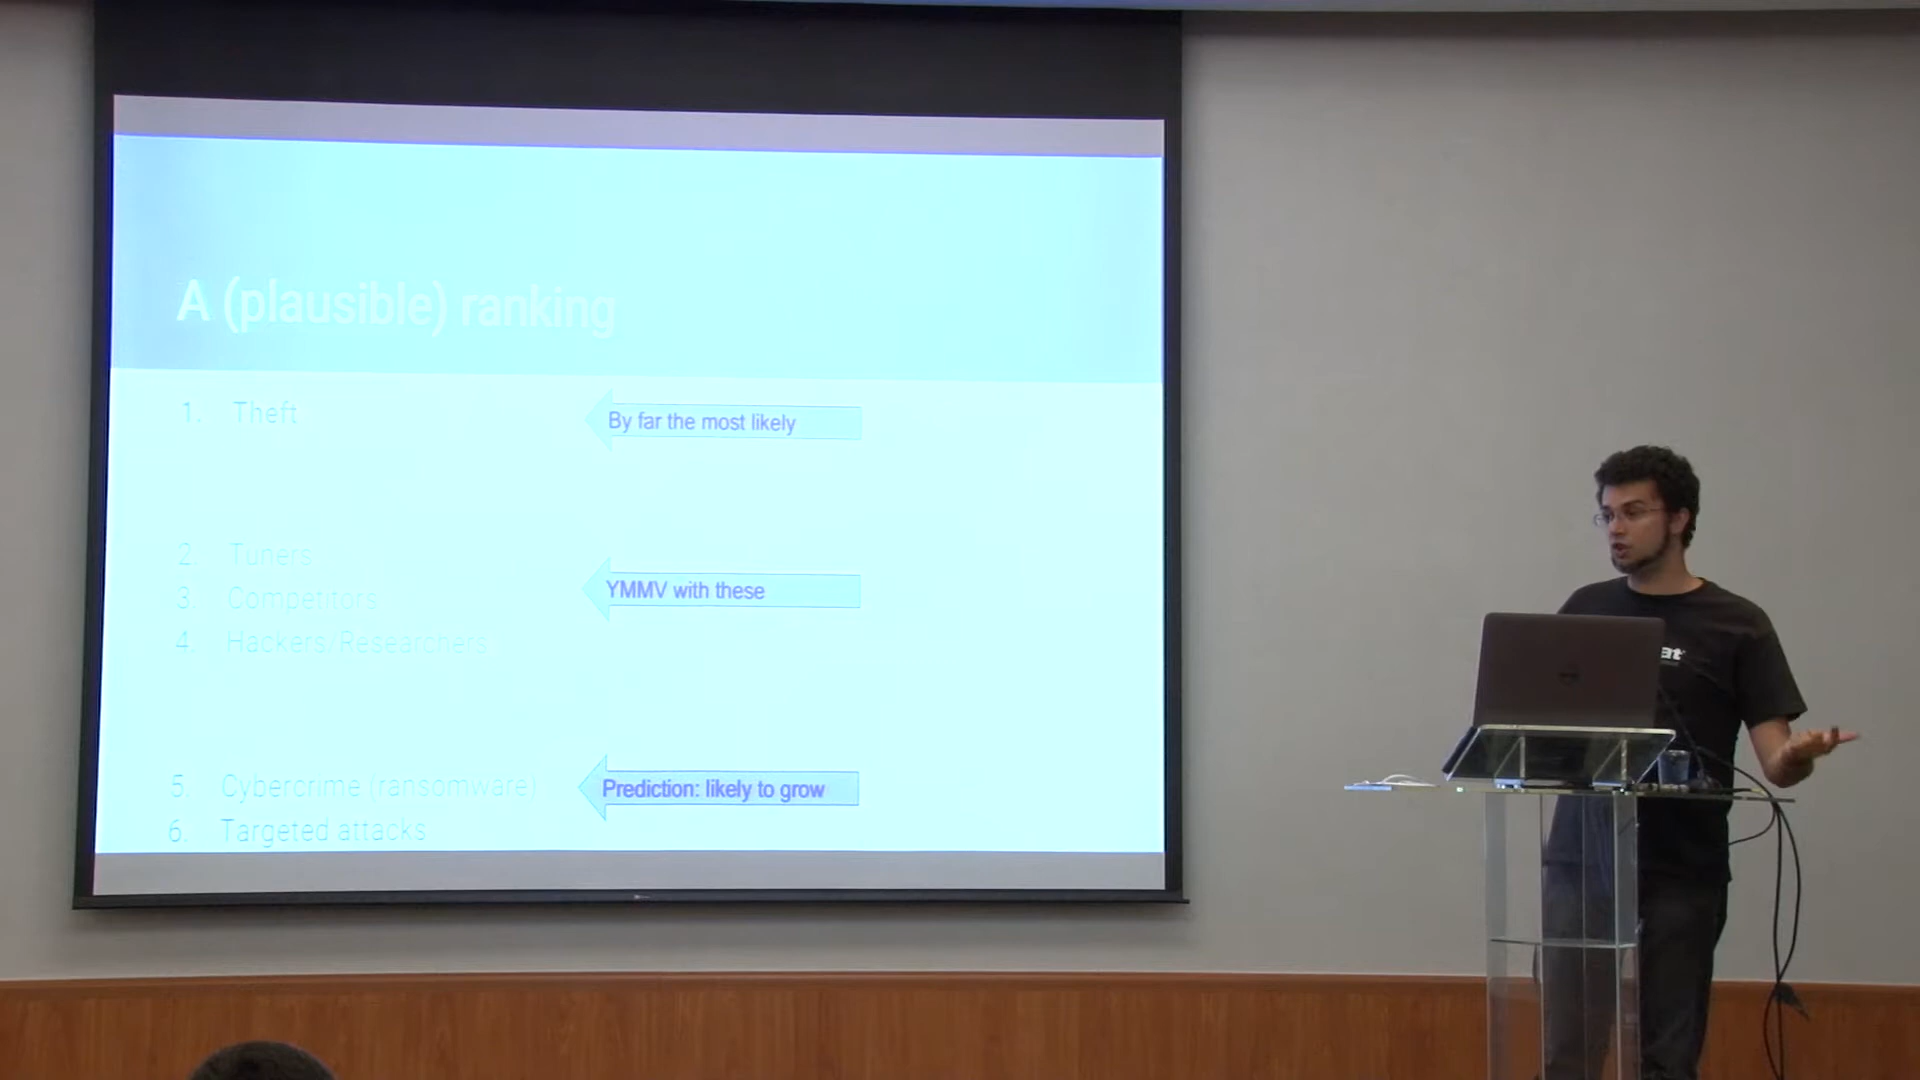 A (plausible) ranking
1. Theft
By far the most likely
2. Tuners
3. Competitors
YMMV with these
4. Hackers/Researchers
5. Cybercrime (ransomware)
Prediction: likely to grow
6. Targeted attacks